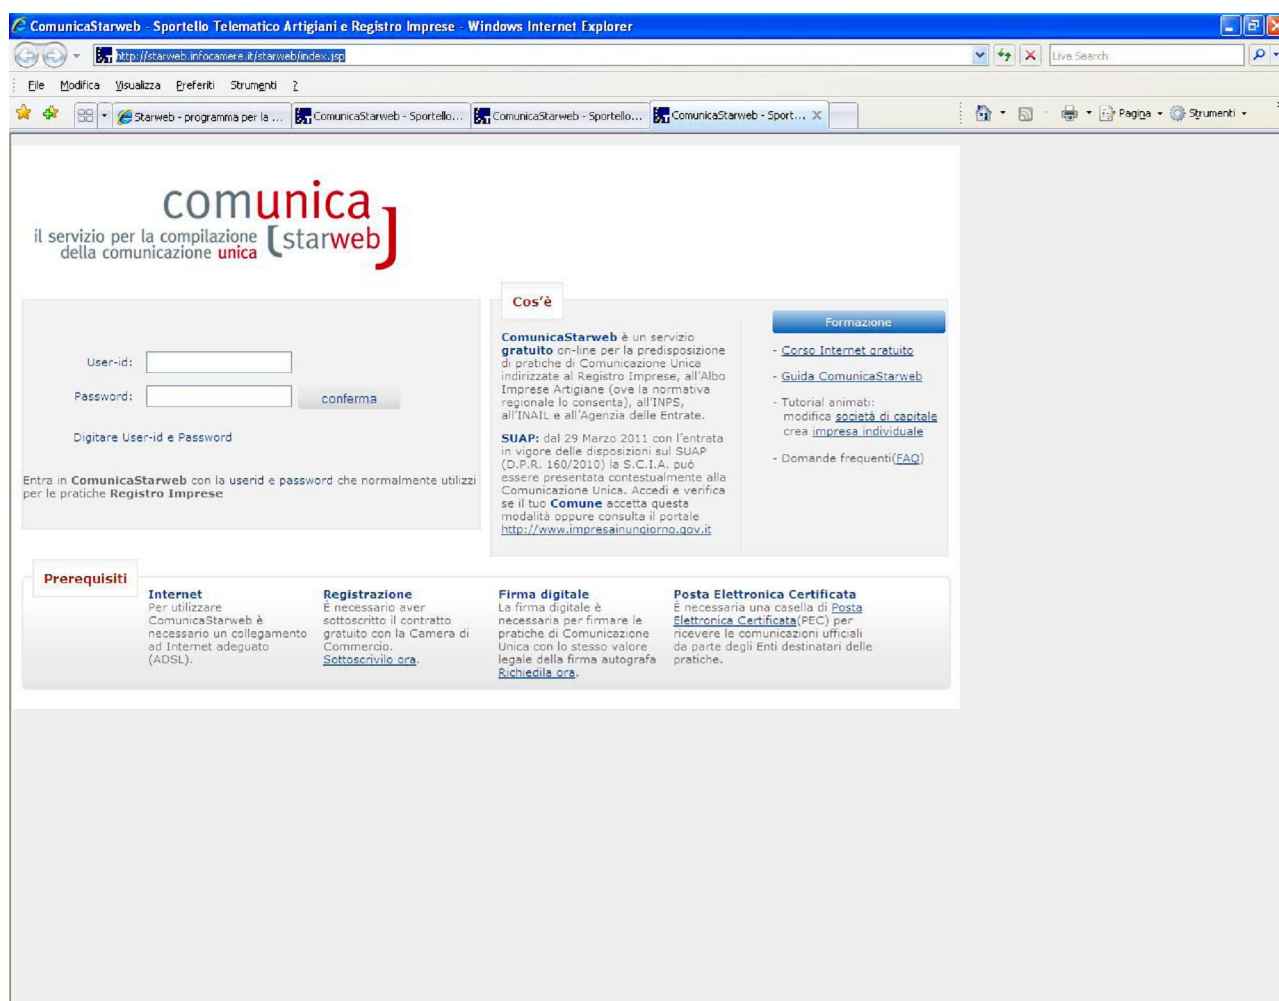 ComunicaStarweb - Sportello Telematico Artigiani e Registro Imprese - Windows Internet Explorer
http://starweb.infocamere.it/starweb/index.jsp
Live Search
File Modifica Visualizza Preferiti Strumenti ?
Starweb - programma per la ...
ComunicaStarweb - Sportello...
ComunicaStarweb - Sportello...
ComunicaStarweb - Sport...
Pagina
Strumenti
comunica
il servizio per la compilazione
della comunicazione unica
[starweb]
User-id:
Password:
conferma
Digitare User-id e Password
Entra in ComunicaStarweb con la userid e password che normalmente utilizzi
per le pratiche Registro Imprese
Cos'è
ComunicaStarweb è un servizio
gratuito on-line per la predisposizione
di pratiche di Comunicazione Unica
indirizzate al Registro Imprese, all'Albo
Imprese Artigiane (ove la normativa
regionale lo consenta), all'INPS,
all'INAIL e all'Agenzia delle Entrate.
SUAP: dal 29 Marzo 2011 con l'entrata
in vigore delle disposizioni sul SUAP
(D.P.R. 160/2010) la S.C.I.A. può
essere presentata contestualmente alla
Comunicazione Unica. Accedi e verifica
se il tuo Comune accetta questa
modalità oppure consulta il portale
http://www.impresainungiorno.gov.it
Formazione
- Corso Internet gratuito
- Guida ComunicaStarweb
- Tutorial animati:
modifica società di capitale
crea impresa individuale
- Domande frequenti(FAQ)
Prerequisiti
Internet
Per utilizzare
ComunicaStarweb è
necessario un collegamento
ad Internet adeguato
(ADSL).
Registrazione
È necessario aver
sottoscritto il contratto
gratuito con la Camera di
Commercio.
Sottoscrivilo ora.
Firma digitale
La firma digitale è
necessaria per firmare le
pratiche di Comunicazione
Unica con lo stesso valore
legale della firma autografa
Richiedila ora.
Posta Elettronica Certificata
È necessaria una casella di Posta
Elettronica Certificata(PEC) per
ricevere le comunicazioni ufficiali
da parte degli Enti destinatari delle
pratiche.